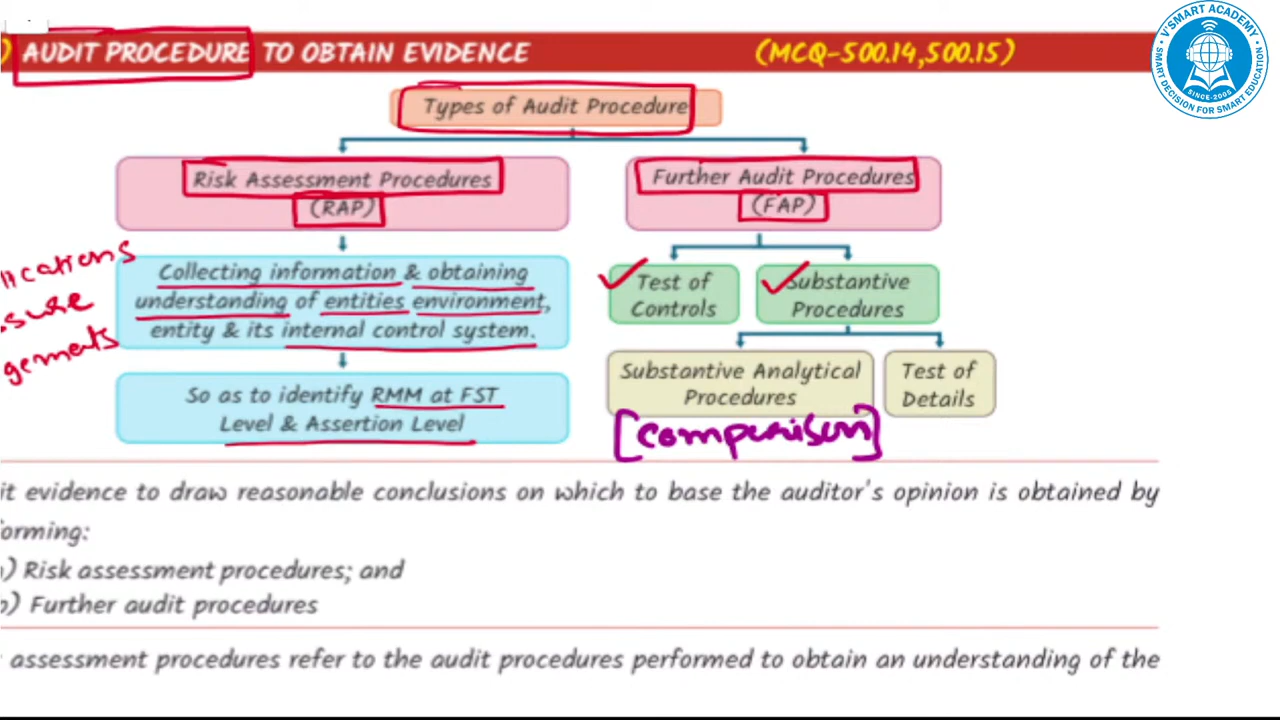 ) AUDIT PROCEDURE TO OBTAIN EVIDENCE (MCQ-500.14,500.15)
V'SMART ACADEMY
SMART DECISION FOR SMART EDUCATION
SINCE-2005
Types of Audit Procedure
Risk Assessment Procedures
(RAP)
Further Audit Procedures
(FAP)
Collecting information & obtaining
understanding of entities environment,
entity & its internal control system.
So as to identify RMM at FST
Level & Assertion Level
Test of
Controls
Substantive
Procedures
Substantive Analytical
Procedures
Test of
Details
[comparison]
it evidence to draw reasonable conclusions on which to base the auditor's opinion is obtained by
forming:
) Risk assessment procedures; and
) Further audit procedures
assessment procedures refer to the audit procedures performed to obtain an understanding of the